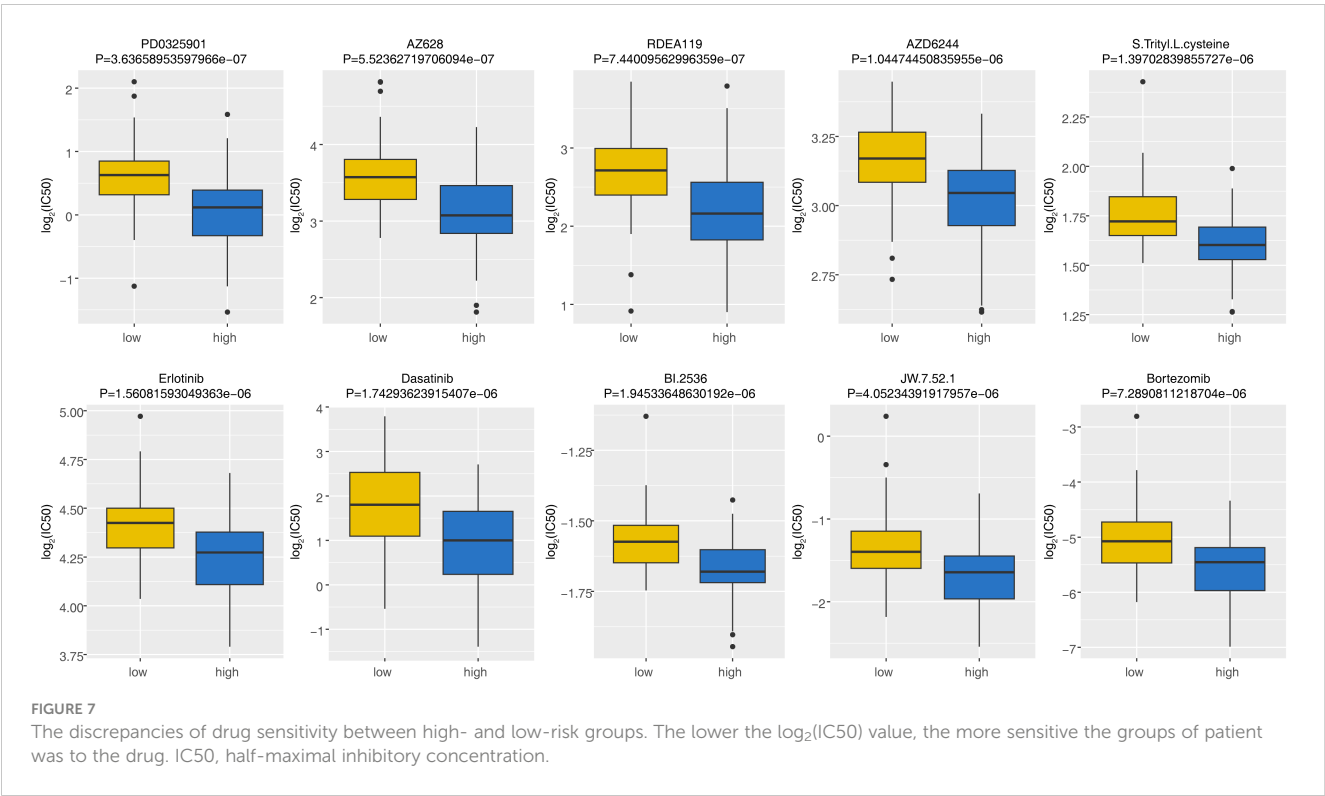 PD0325901
P=3.63658953597966e−07
AZ628
P=5.52362719706094e−07
RDEA119
P=7.44009562996359e−07
AZD6244
P=1.04474450835955e−06
S.Trityl.L.cysteine
P=1.39702839855727e−06
log2(IC50)
2
1
0
−1
low
high
log2(IC50)
4
3
2
low
high
log2(IC50)
3
2
1
low
high
log2(IC50)
3.25
3.00
2.75
low
high
log2(IC50)
2.25
2.00
1.75
1.50
1.25
low
high
Erlotinib
P=1.56081593049363e−06
Dasatinib
P=1.74293623915407e−06
BI.2536
P=1.94533648630192e−06
JW.7.52.1
P=4.05234391917957e−06
Bortezomib
P=7.2890811218704e−06
log2(IC50)
5.00
4.75
4.50
4.25
4.00
3.75
low
high
log2(IC50)
4
3
2
1
0
−1
low
high
log2(IC50)
−1.25
−1.50
−1.75
low
high
log2(IC50)
0
−1
−2
low
high
log2(IC50)
−3
−4
−5
−6
−7
low
high
FIGURE 7
The discrepancies of drug sensitivity between high- and low-risk groups. The lower the log2(IC50) value, the more sensitive the groups of patient
was to the drug. IC50, half-maximal inhibitory concentration.